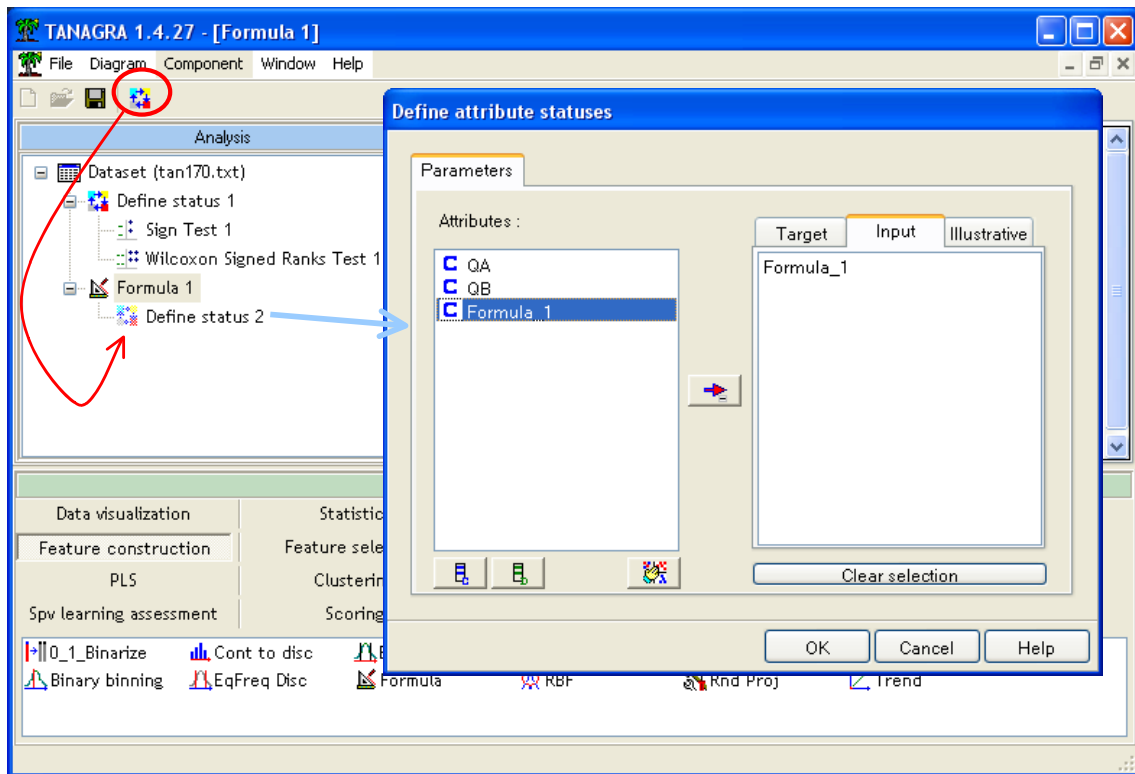 TANAGRA 1.4.27 - [Formula 1]
File Diagram Component Window Help
Analysis
Dataset (tan170.txt)
Define status 1
Sign Test 1
Wilcoxon Signed Ranks Test 1
Formula 1
Define status 2
Define attribute statuses
Parameters
Attributes :
C QA
C QB
C Formula_1
Target Input Illustrative
Formula_1
Clear selection
OK Cancel Help
Data visualization Statistic
Feature construction Feature sele
PLS Clusterin
Spv learning assessment Scoring
0_1_Binarize Cont to disc
Binary binning EqFreq Disc Formula RBF Rnd Proj Trend